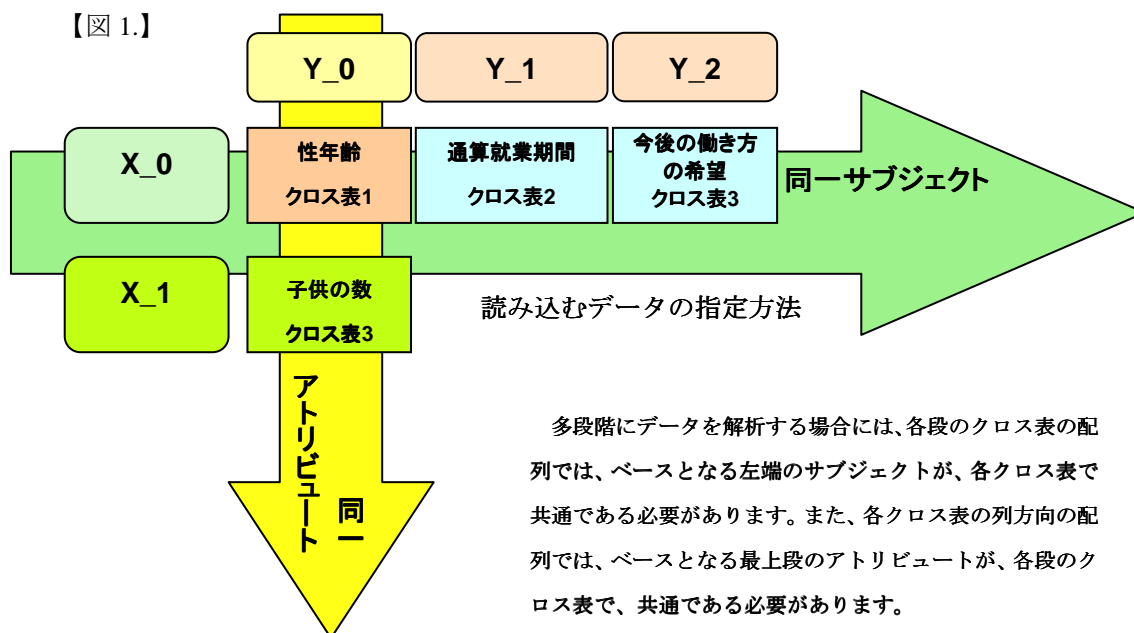 【図 1.】
Y_0
Y_1
Y_2
X_0
性年齢
クロス表1
通算就業期間
クロス表2
今後の働き方
の希望
クロス表3
同一サブジェクト
X_1
子供の数
クロス表3
読み込むデータの指定方法
同一
アトリビュート
多段階にデータを解析する場合には、各段のクロス表の配
列では、ベースとなる左端のサブジェクトが、各クロス表で
共通である必要があります。また、各クロス表の列方向の配
列では、ベースとなる最上段のアトリビュートが、各段のク
ロス表で、共通である必要があります。